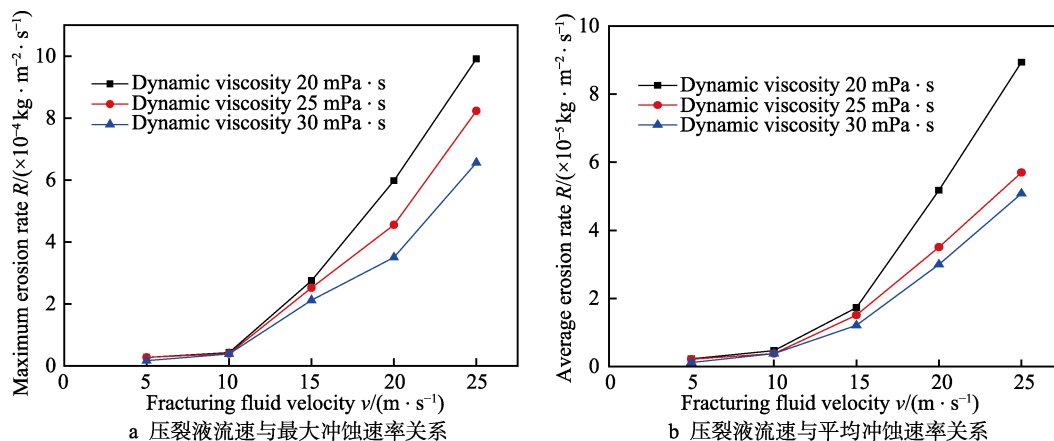 Maximum erosion rate R/(×10⁻⁴ kg · m⁻² · s⁻¹)
10
8
6
4
2
0
Dynamic viscosity 20 mPa · s
Dynamic viscosity 25 mPa · s
Dynamic viscosity 30 mPa · s
0 5 10 15 20 25
Fracturing fluid velocity v/(m · s⁻¹)
a 压裂液流速与最大冲蚀速率关系
Average erosion rate R/(×10⁻⁵ kg · m⁻² · s⁻¹)
10
8
6
4
2
0
Dynamic viscosity 20 mPa · s
Dynamic viscosity 25 mPa · s
Dynamic viscosity 30 mPa · s
0 5 10 15 20 25
Fracturing fluid velocity v/(m · s⁻¹)
b 压裂液流速与平均冲蚀速率关系